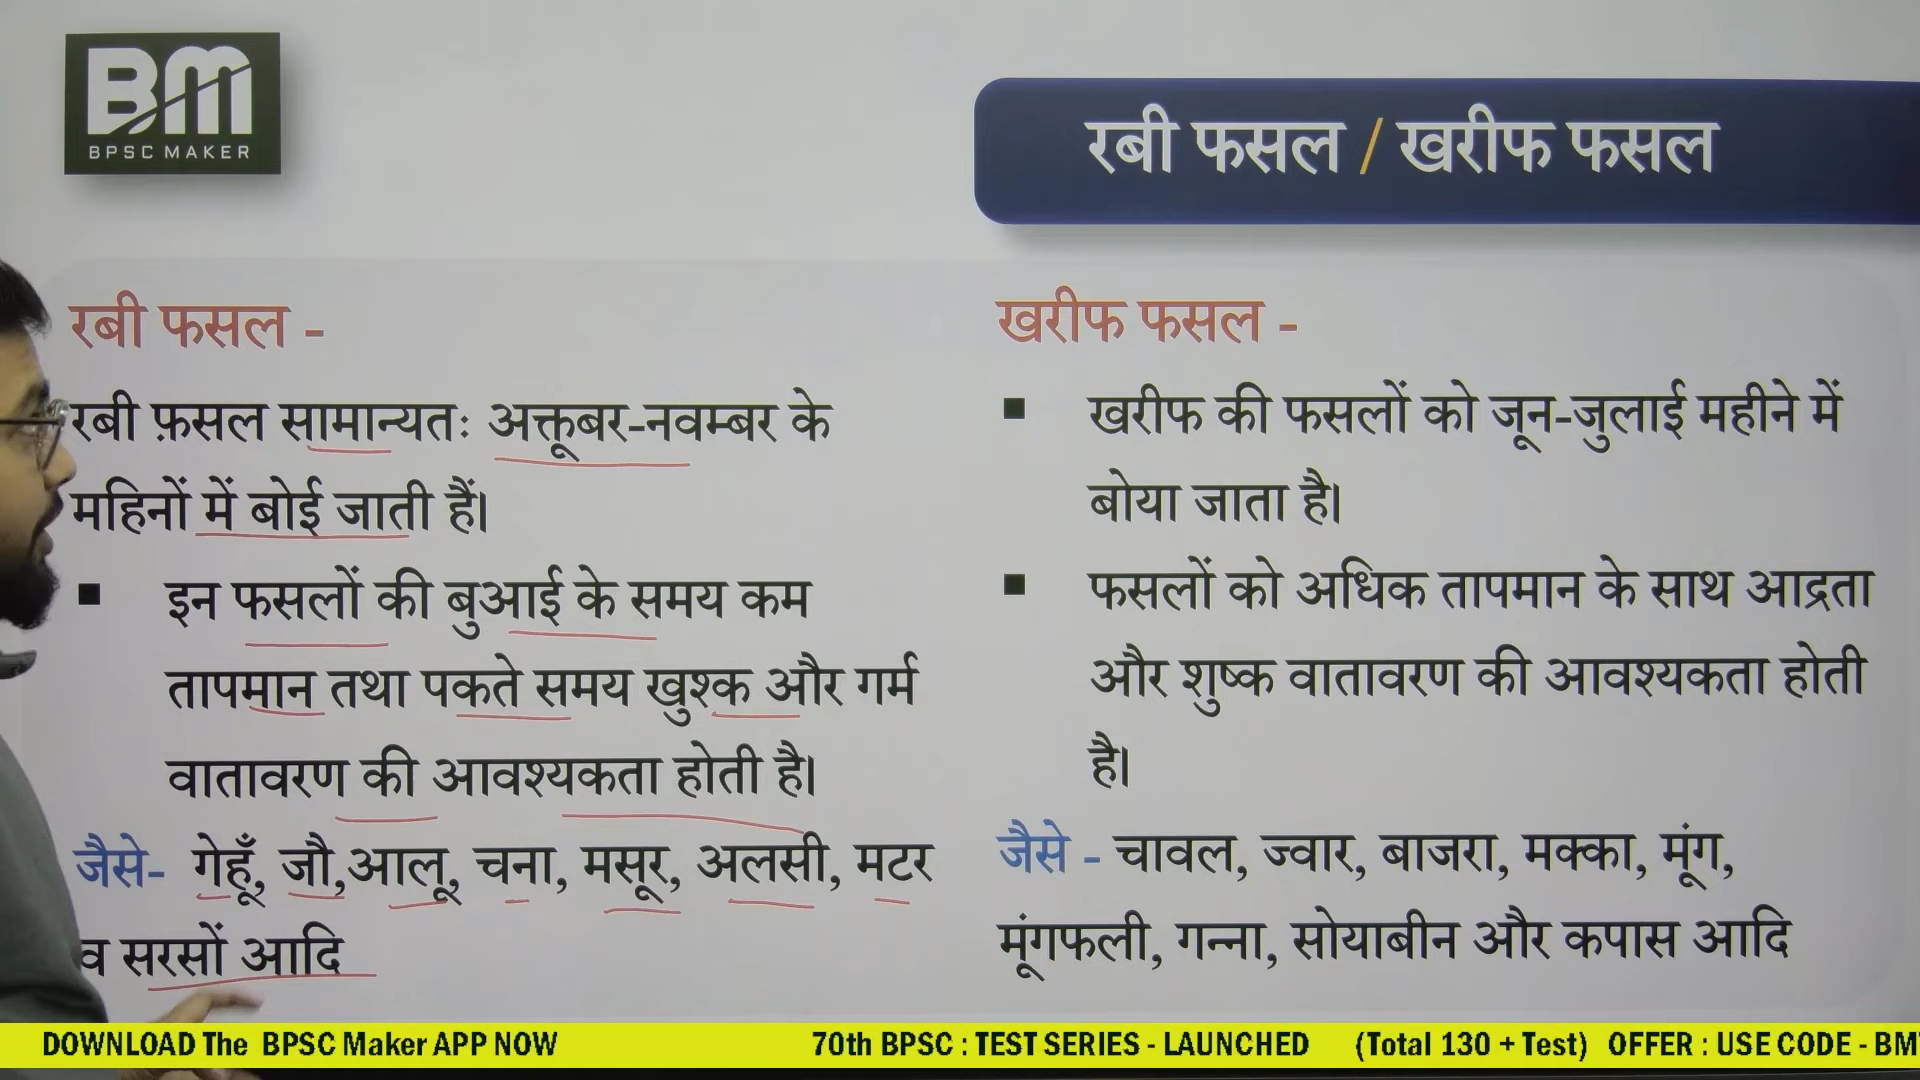 BM
BPSC MAKER
रबी फसल / खरीफ फसल
रबी फसल -
रबी फ़सल सामान्यतः अक्तूबर-नवम्बर के
महिनों में बोई जाती हैं।
इन फसलों की बुआई के समय कम
तापमान तथा पकते समय खुश्क और गर्म
वातावरण की आवश्यकता होती है।
जैसे- गेहूँ, जौ,आलू, चना, मसूर, अलसी, मटर
व सरसों आदि
खरीफ फसल -
खरीफ की फसलों को जून-जुलाई महीने में
बोया जाता है।
फसलों को अधिक तापमान के साथ आद्रता
और शुष्क वातावरण की आवश्यकता होती
है।
जैसे - चावल, ज्वार, बाजरा, मक्का, मूंग,
मूंगफली, गन्ना, सोयाबीन और कपास आदि
DOWNLOAD The BPSC Maker APP NOW 70th BPSC : TEST SERIES - LAUNCHED (Total 130 + Test) OFFER : USE CODE - BM